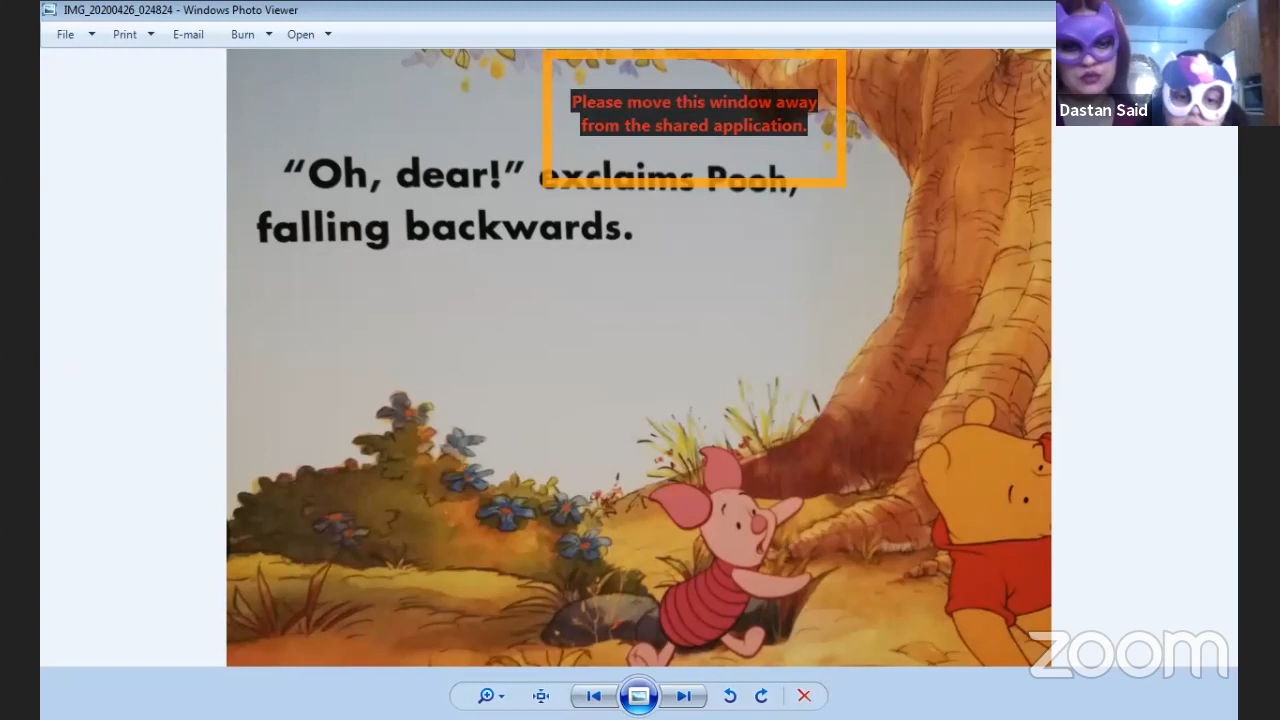 IMG_20200426_024824 - Windows Photo Viewer
File Print E-mail Burn Open
Please move this window away
from the shared application.
Dastan Said
“Oh, dear!” exclaims Pooh,
falling backwards.
zoom